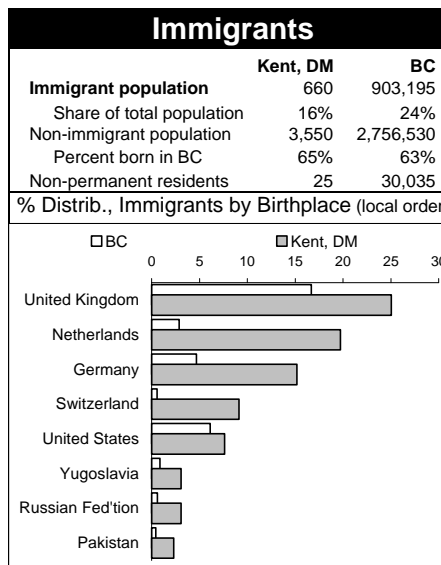 Immigrants
Kent, DM BC
Immigrant population 660 903,195
Share of total population 16% 24%
Non-immigrant population 3,550 2,756,530
Percent born in BC 65% 63%
Non-permanent residents 25 30,035
% Distrib., Immigrants by Birthplace (local order
BC Kent, DM
0 5 10 15 20 25 30
United Kingdom
Netherlands
Germany
Switzerland
United States
Yugoslavia
Russian Fed'tion
Pakistan